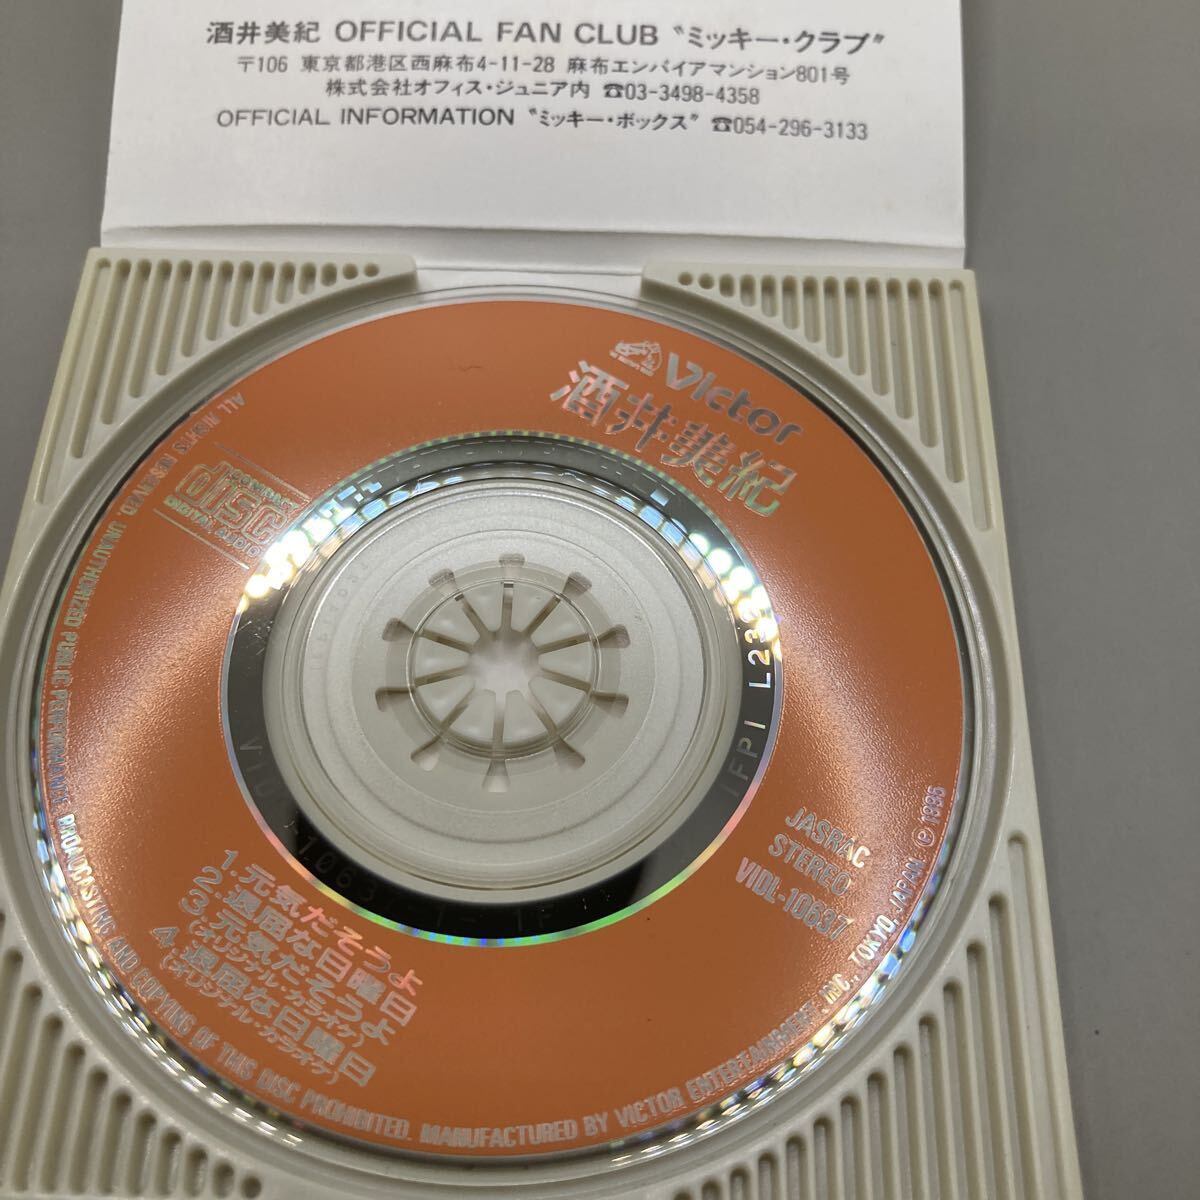 酒井美紀 OFFICIAL FAN CLUB〝ミッキー・クラブ〟
〒106 東京都港区西麻布4-11-28 麻布エンパイアマンション801号
株式会社オフィス・ジュニア内 ☎03-3498-4358
OFFICIAL INFORMATION〝ミッキー・ボックス〟☎054-296-3133
Victor
酒井美紀
COMPACT
disc
DIGITAL AUDIO
IFPI L23
JASRAC
STEREO
VIDL-10637
1. 元気だそうよ
2. 退屈な日曜日
3. 元気だそうよ
(オリジナル・カラオケ)
4. 退屈な日曜日
(オリジナル・カラオケ)
ALL RIGHTS RESERVED. UNAUTHORIZED PUBLIC PERFORMANCE, BROADCASTING AND COPYING OF THIS DISC PROHIBITED. MANUFACTURED BY VICTOR ENTERTAINMENT, INC., TOKYO, JAPAN Ⓟ 1995